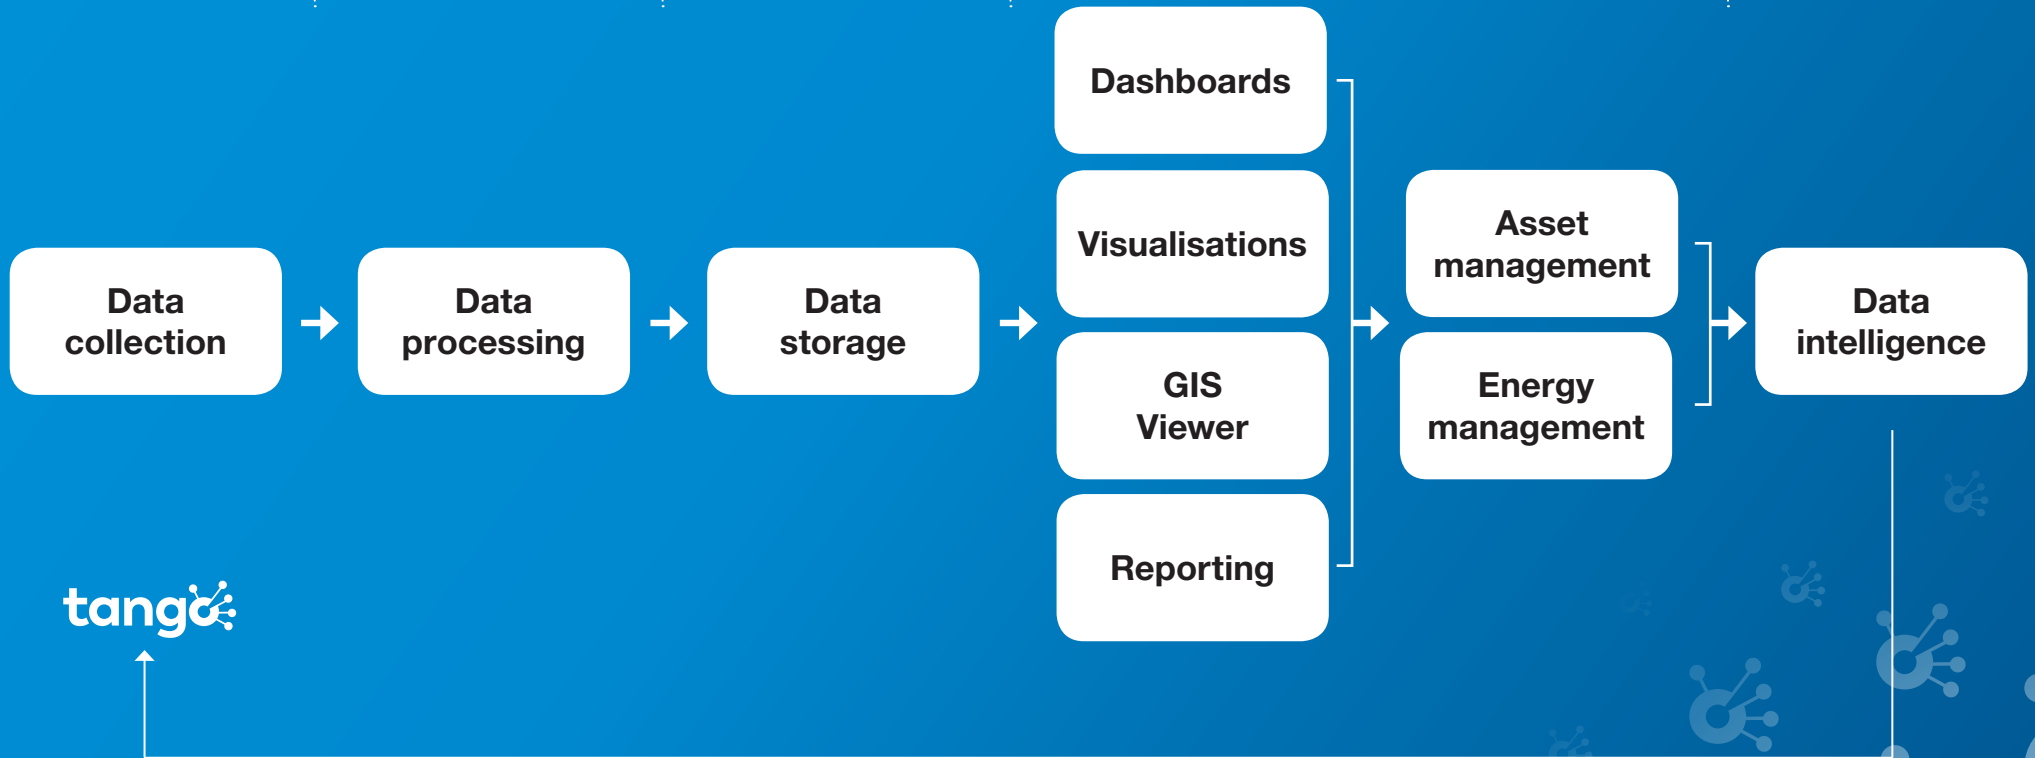 Data
collection
Data
processing
Data
storage
Dashboards
Visualisations
GIS
Viewer
Reporting
Asset
management
Energy
management
Data
intelligence
tango